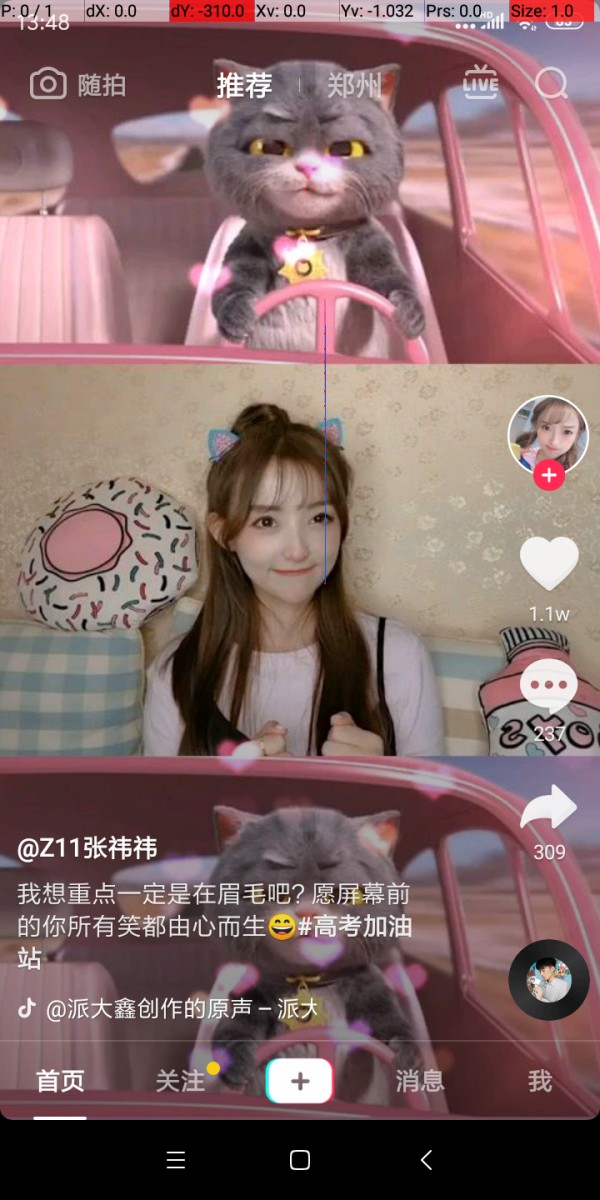 P: 0 / 1 dX: 0.0 dY: -310.0 Xv: 0.0 Yv: -1.032 Prs: 0.0 Size: 1.0
13:48
随拍 推荐 郑州 LIVE
1.1w
237
309
@Z11张祎祎
我想重点一定是在眉毛吧? 愿屏幕前
的你所有笑都由心而生😄#高考加油
站
@派大鑫创作的原声 – 派大
首页 关注 消息 我